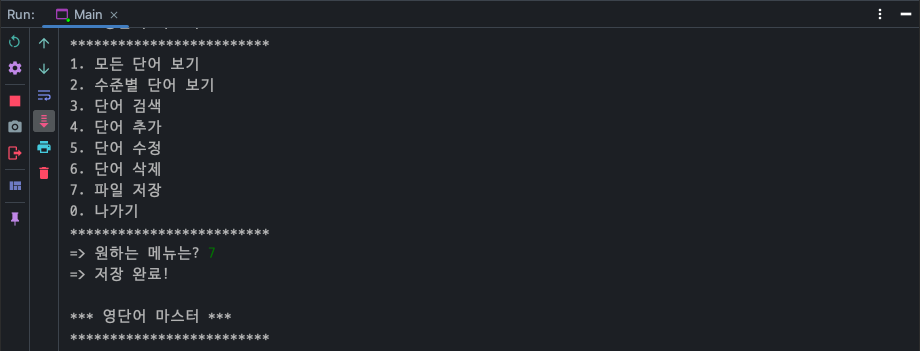 Run: Main
*************************
1. 모든 단어 보기
2. 수준별 단어 보기
3. 단어 검색
4. 단어 추가
5. 단어 수정
6. 단어 삭제
7. 파일 저장
0. 나가기
*************************
=> 원하는 메뉴는? 7
=> 저장 완료!
*** 영단어 마스터 ***
*************************